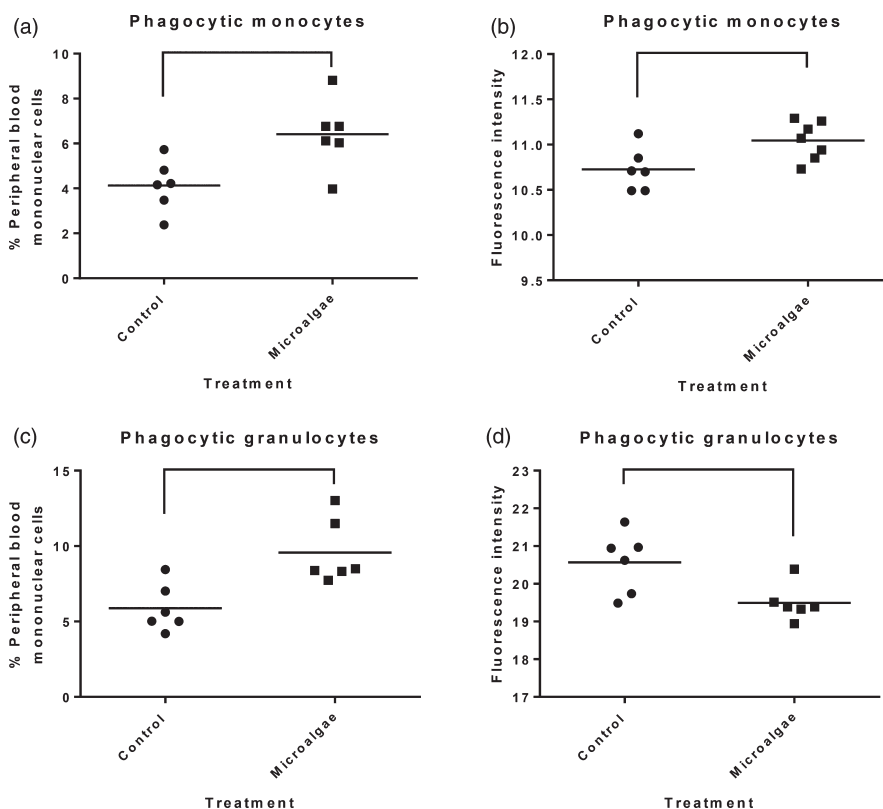 (a)
Phagocytic monocytes
% Peripheral blood
mononuclear cells
10
8
6
4
2
0
Control
Microalgae
Treatment
(b)
Phagocytic monocytes
Fluorescence intensity
12.0
11.5
11.0
10.5
10.0
9.5
Control
Microalgae
Treatment
(c)
Phagocytic granulocytes
% Peripheral blood
mononuclear cells
15
10
5
0
Control
Microalgae
Treatment
(d)
Phagocytic granulocytes
Fluorescence intensity
23
22
21
20
19
18
17
Control
Microalgae
Treatment